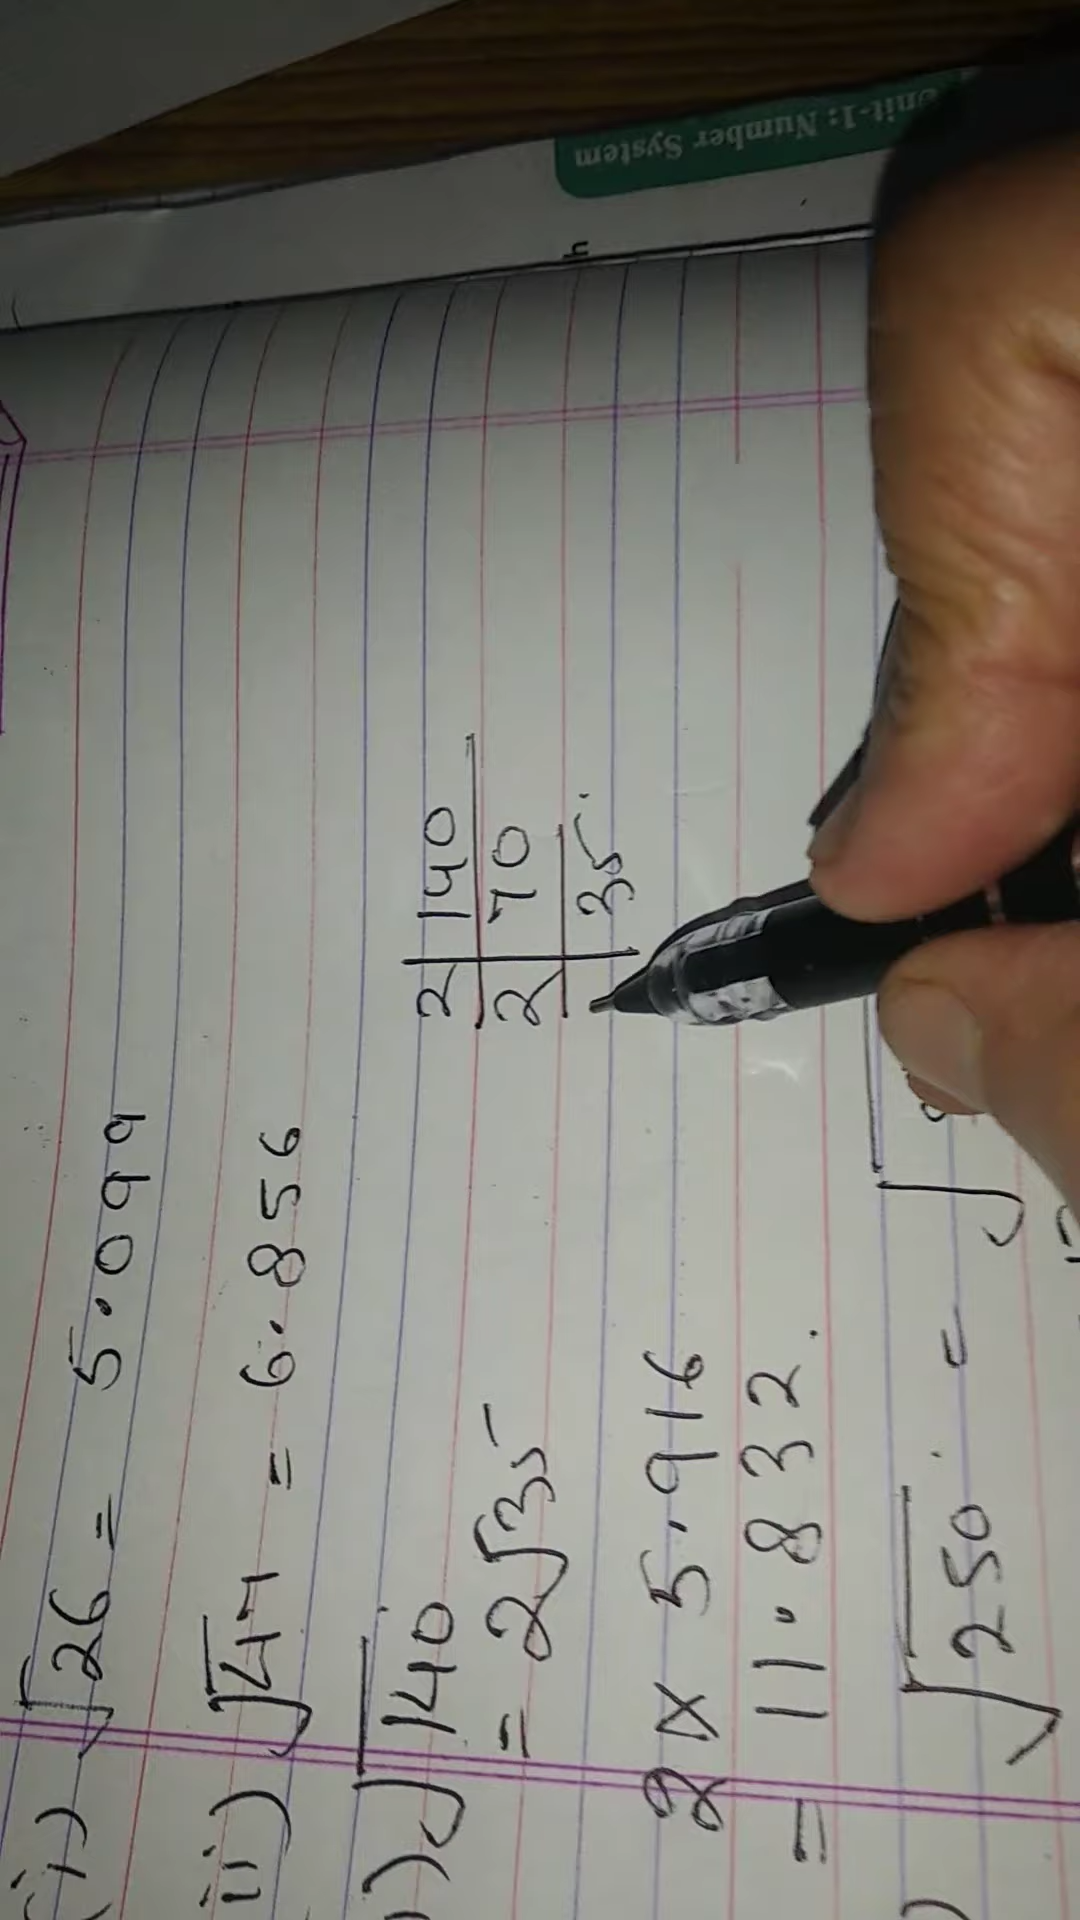 Unit-1: Number System
(i) √26 = 5.099
ii) √47 = 6.856
) √140
= 2√35
2 × 5.916
= 11.832.
) √250 =
2 | 140
2 | 70
35